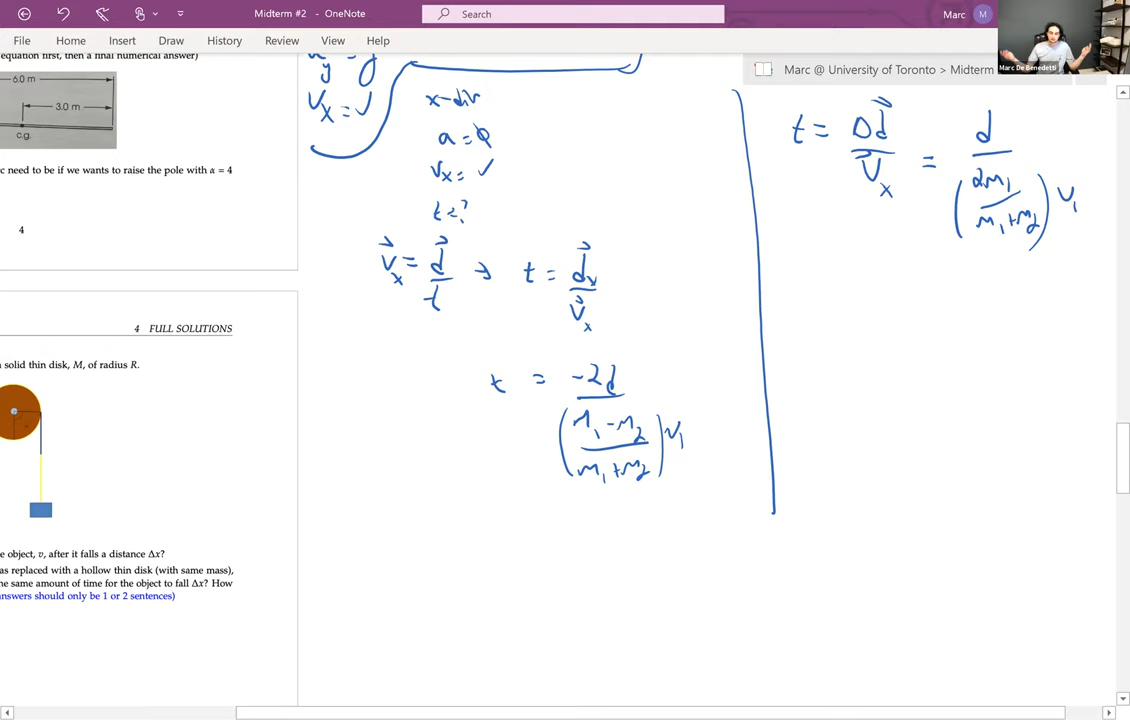 Midterm #2 - OneNote
Search
Marc
M
File Home Insert Draw History Review View Help
Marc De Benedetti
Marc @ University of Toronto > Midterm
equation first, then a final numerical answer)
6.0 m
3.0 m
c.g.
rc need to be if we wants to raise the pole with α = 4
4
4 FULL SOLUTIONS
a solid thin disk, M, of radius R.
he object, v, after it falls a distance Δx?
as replaced with a hollow thin disk (with same mass),
he same amount of time for the object to fall Δx? How
answers should only be 1 or 2 sentences)
Vx = ✓
x-dir
a = 0
Vx = ✓
t = ?
V⃗x = d⃗/t → t = d⃗x/V⃗x
t = -2d/((M1 - M2)/(M1 + M2))V1
t = Δd⃗/V⃗x = d/(2M1/(M1+M2))V1